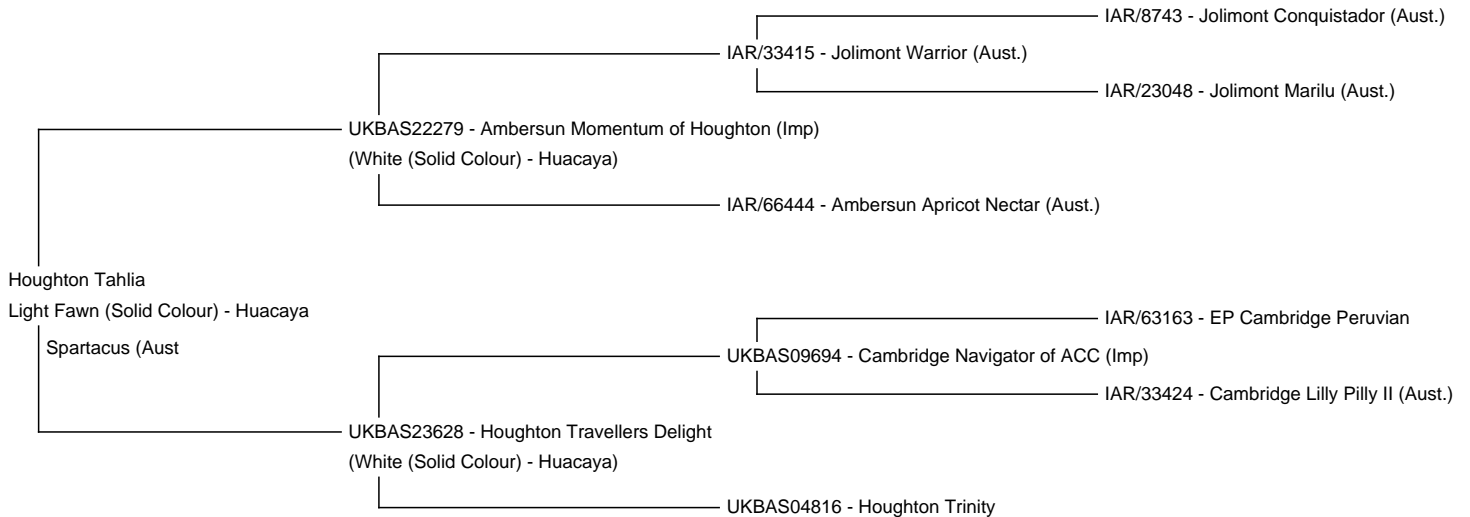 IAR/8743 - Jolimont Conquistador (Aust.)
IAR/33415 - Jolimont Warrior (Aust.)
IAR/23048 - Jolimont Marilu (Aust.)
UKBAS22279 - Ambersun Momentum of Houghton (Imp)
(White (Solid Colour) - Huacaya)
IAR/66444 - Ambersun Apricot Nectar (Aust.)
Houghton Tahlia
Light Fawn (Solid Colour) - Huacaya
Spartacus (Aust
IAR/63163 - EP Cambridge Peruvian
UKBAS09694 - Cambridge Navigator of ACC (Imp)
IAR/33424 - Cambridge Lilly Pilly II (Aust.)
UKBAS23628 - Houghton Travellers Delight
(White (Solid Colour) - Huacaya)
UKBAS04816 - Houghton Trinity